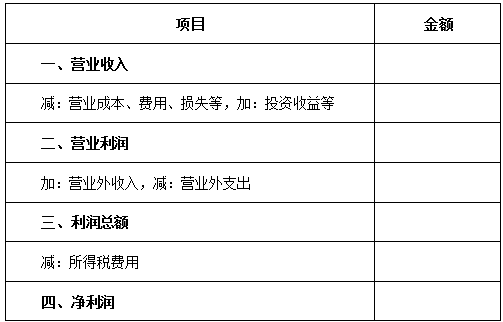 项目 金额
一、营业收入
减：营业成本、费用、损失等，加：投资收益等
二、营业利润
加：营业外收入，减：营业外支出
三、利润总额
减：所得税费用
四、净利润